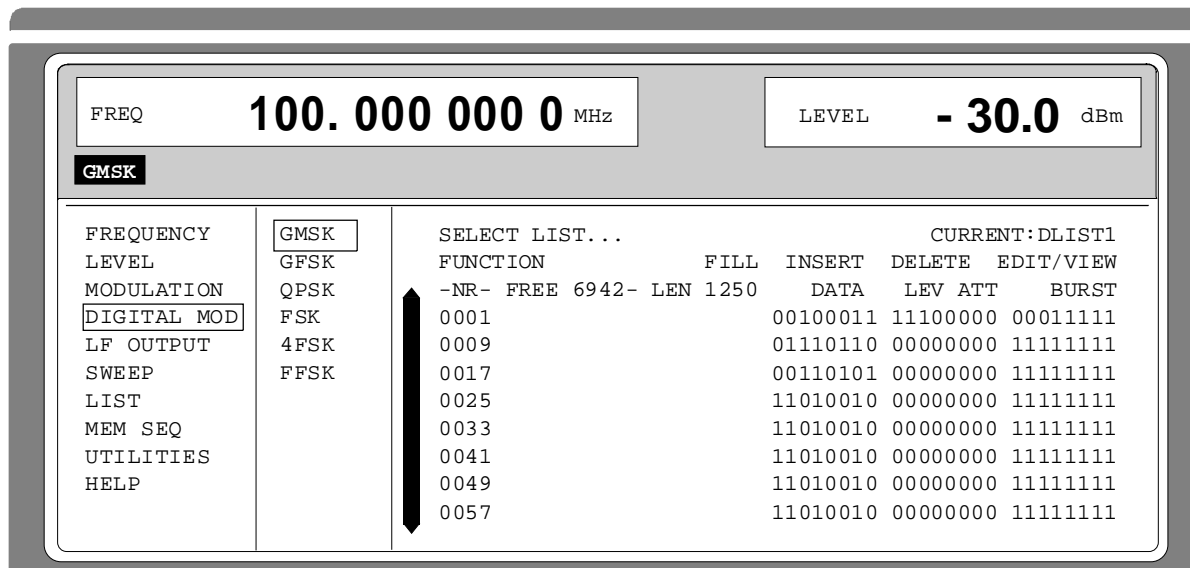 FREQ 100. 000 000 0 MHz LEVEL - 30.0 dBm
GMSK
FREQUENCY GMSK SELECT LIST... CURRENT:DLIST1
LEVEL GFSK FUNCTION FILL INSERT DELETE EDIT/VIEW
MODULATION QPSK -NR- FREE 6942- LEN 1250 DATA LEV ATT BURST
DIGITAL MOD FSK 0001 00100011 11100000 00011111
LF OUTPUT 4FSK 0009 01110110 00000000 11111111
SWEEP FFSK 0017 00110101 00000000 11111111
LIST 0025 11010010 00000000 11111111
MEM SEQ 0033 11010010 00000000 11111111
UTILITIES 0041 11010010 00000000 11111111
HELP 0049 11010010 00000000 11111111
0057 11010010 00000000 11111111